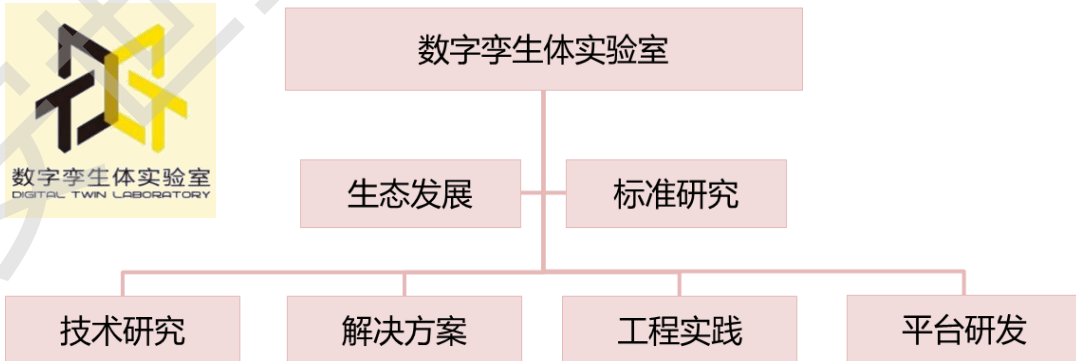 数字孪生体实验室
数字孪生体实验室
DIGITAL TWIN LABORATORY
生态发展
标准研究
技术研究
解决方案
工程实践
平台研发